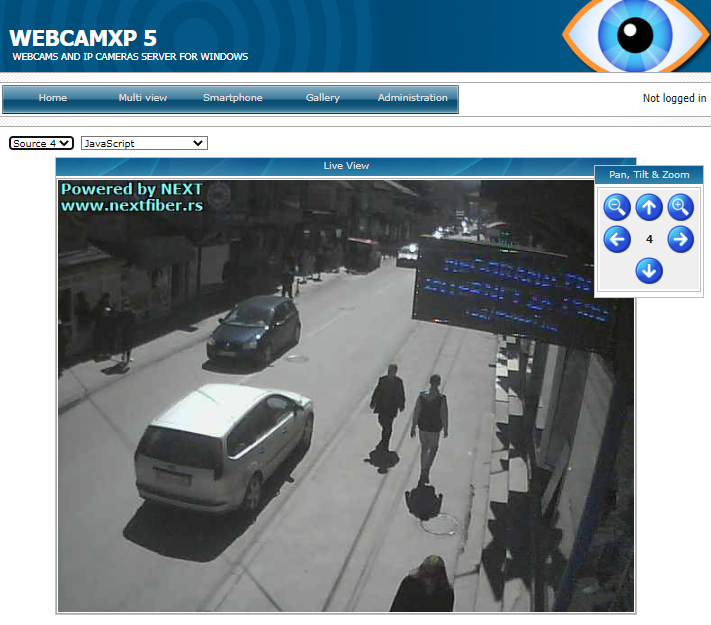 WEBCAMXP 5
WEBCAMS AND IP CAMERAS SERVER FOR WINDOWS
Home Multi view Smartphone Gallery Administration Not logged in
Source 4 JavaScript
Live View
Pan, Tilt & Zoom
4
Powered by NEXT
www.nextfiber.rs